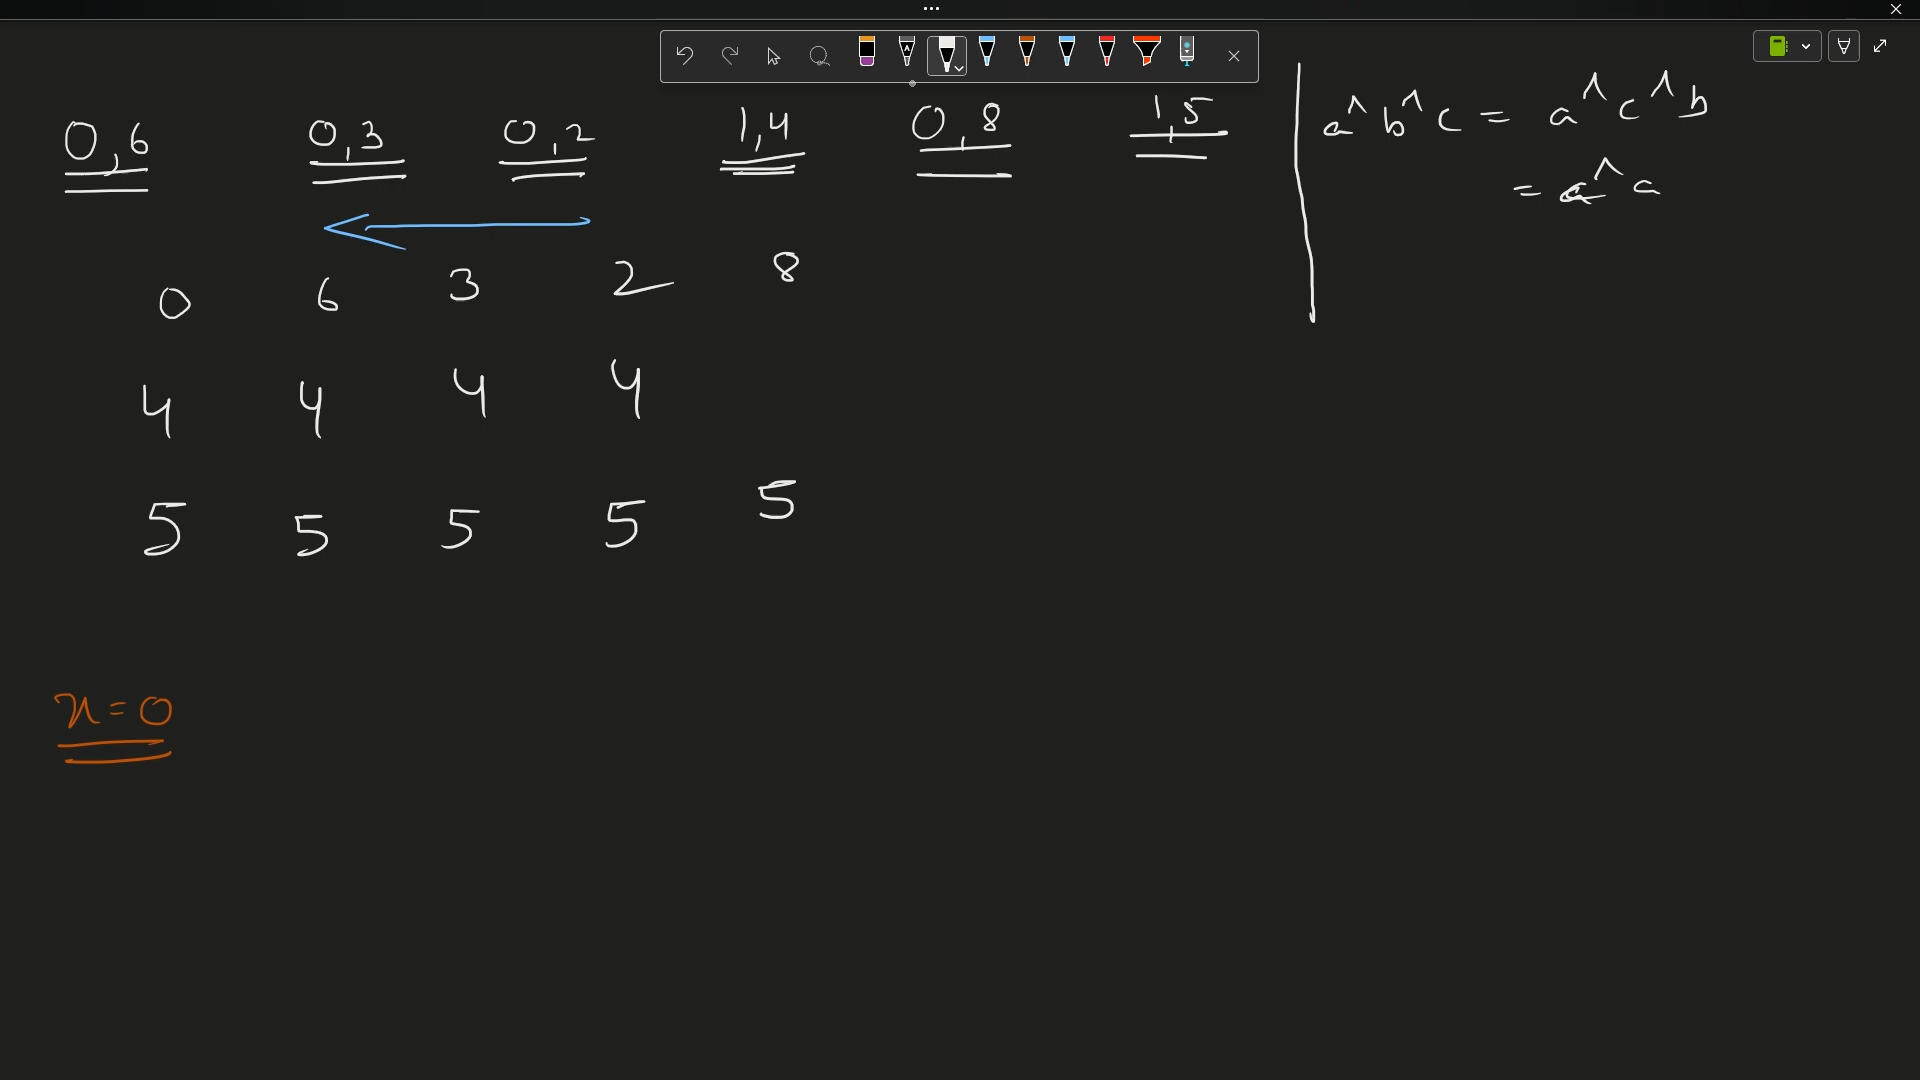 0,6 0,3 0,2 1,4 0,8 1,5
a^b^c = a^c^b
= a^a
0 6 3 2 8
4 4 4 4
5 5 5 5 5
x=0